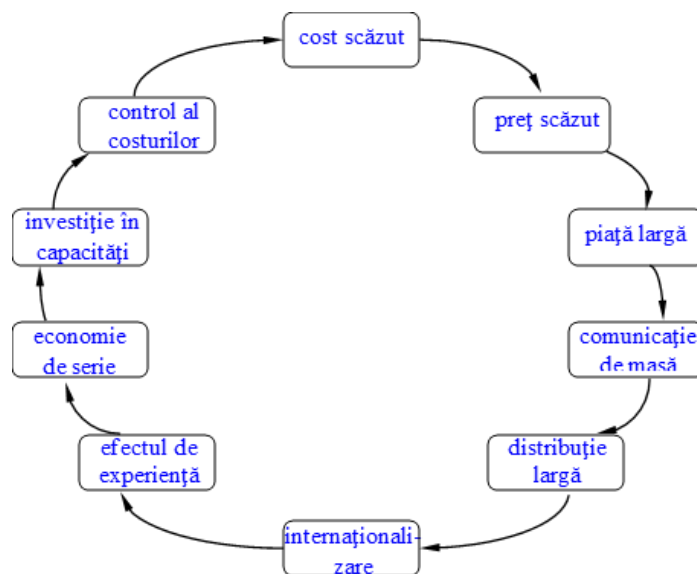 cost scăzut
preţ scăzut
piaţă largă
comunicaţie
de masă
distribuţie
largă
internaţionali-
zare
efectul de
experienţă
economie
de serie
investiţie în
capacităţi
control al
costurilor